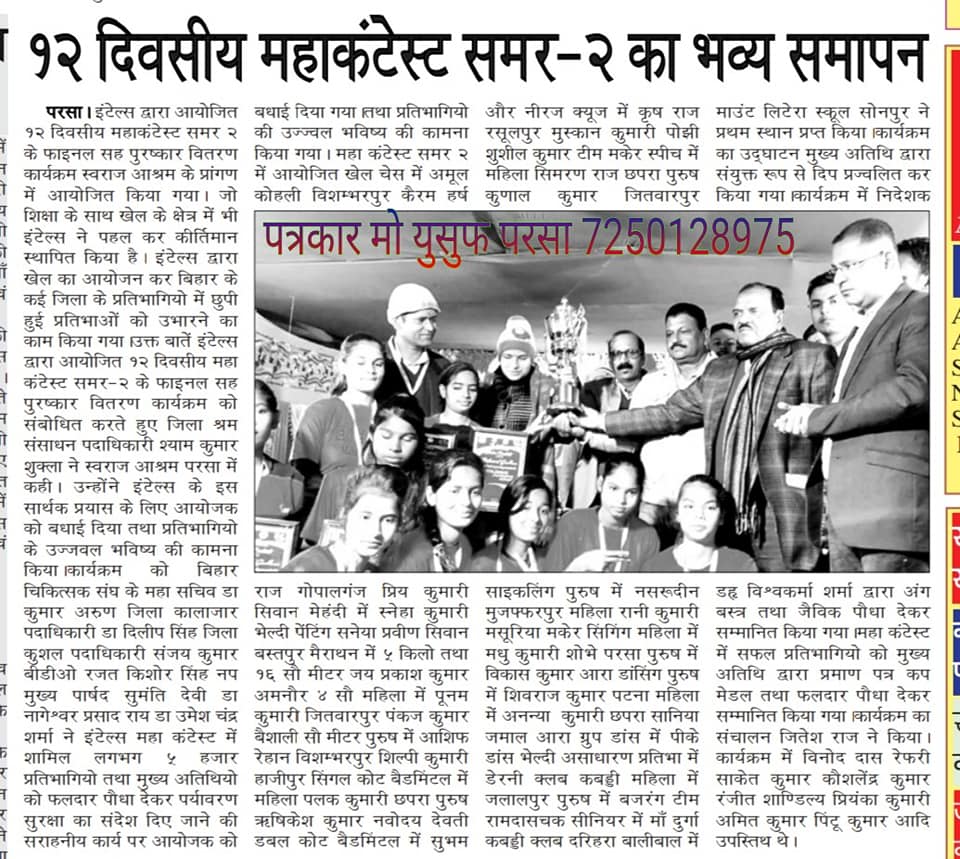 १२ दिवसीय महाकंटेस्ट समर-२ का भव्य समापन
परसा। इंटेल्स द्वारा आयोजित
१२ दिवसीय महाकंटेस्ट समर २
के फाइनल सह पुरष्कार वितरण
कार्यक्रम स्वराज आश्रम के प्रांगण
में आयोजित किया गया। जो
शिक्षा के साथ खेल के क्षेत्र में भी
इंटेल्स ने पहल कर कीर्तिमान
स्थापित किया है। इंटेल्स द्वारा
खेल का आयोजन कर बिहार के
कई जिला के प्रतिभागियो में छुपी
हुई प्रतिभाओं को उभारने का
काम किया गया।उक्त बातें इंटेल्स
द्वारा आयोजित १२ दिवसीय महा
कंटेस्ट समर-२ के फाइनल सह
पुरष्कार वितरण कार्यक्रम को
संबोधित करते हुए जिला श्रम
संसाधन पदाधिकारी श्याम कुमार
शुक्ला ने स्वराज आश्रम परसा में
कही। उन्होंने इंटेल्स के इस
सार्थक प्रयास के लिए आयोजक
को बधाई दिया तथा प्रतिभागियो
के उज्जवल भविष्य की कामना
किया।कार्यक्रम को बिहार
चिकित्सक संघ के महा सचिव डा
कुमार अरुण जिला कालाजार
पदाधिकारी डा दिलीप सिंह जिला
कुशल पदाधिकारी संजय कुमार
बीडीओ रजत किशोर सिंह नप
मुख्य पार्षद सुमंति देवी डा
नागेश्वर प्रसाद राय डा उमेश चंद्र
शर्मा ने इंटेल्स महा कंटेस्ट में
शामिल लगभग ५ हजार
प्रतिभागियो तथा मुख्य अतिथियो
को फलदार पौधा देकर पर्यावरण
सुरक्षा का संदेश दिए जाने की
सराहनीय कार्य पर आयोजक को
बधाई दिया गया।तथा प्रतिभागियो
की उज्ज्वल भविष्य की कामना
किया गया। महा कंटेस्ट समर २
में आयोजित खेल चेस में अमूल
कोहली विशम्भरपुर कैरम हर्ष
पत्रकार मो युसुफ परसा 7250128975
राज गोपालगंज प्रिय कुमारी
सिवान मेहंदी में स्नेहा कुमारी
भेल्दी पेंटिंग सनेया प्रवीण सिवान
बस्तपुर मैराथन में ५ किलो तथा
१६ सौ मीटर जय प्रकाश कुमार
अमनौर ४ सौ महिला में पूनम
कुमारी जितवारपुर पंकज कुमार
बैशाली सौ मीटर पुरुष में आशिफ
रेहान विशम्भरपुर शिल्पी कुमारी
हाजीपुर सिंगल कोट बैडमिंटल में
महिला पलक कुमारी छपरा पुरुष
ऋषिकेश कुमार नवोदय देवती
डबल कोट बैडमिंटल में सुभम
और नीरज क्यूज में कृष राज
रसूलपुर मुस्कान कुमारी पोझी
शुशील कुमार टीम मकेर स्पीच में
महिला सिमरण राज छपरा पुरुष
कुणाल कुमार जितवारपुर
साइकलिंग पुरुष में नसरूदीन
मुजफ्फरपुर महिला रानी कुमारी
मसूरिया मकेर सिंगिंग महिला में
मधु कुमारी शोभे परसा पुरुष में
विकास कुमार आरा डांसिंग पुरुष
में शिवराज कुमार पटना महिला
में अनन्या कुमारी छपरा सानिया
जमाल आरा ग्रुप डांस में पीके
डांस भेल्दी असाधारण प्रतिभा में
डेरनी क्लब कबड्डी महिला में
जलालपुर पुरुष में बजरंग टीम
रामदासचक सीनियर में माँ दुर्गा
कबड्डी क्लब दरिहरा बालीबाल में
माउंट लिटेरा स्कूल सोनपुर ने
प्रथम स्थान प्रप्त किया।कार्यक्रम
का उद्घाटन मुख्य अतिथि द्वारा
संयुक्त रूप से दिप प्रज्वलित कर
किया गया।कार्यक्रम में निदेशक
डहृ विश्वकर्मा शर्मा द्वारा अंग
बस्त्र तथा जैविक पौधा देकर
सम्मानित किया गया।महा कंटेस्ट
में सफल प्रतिभागियो को मुख्य
अतिथि द्वारा प्रमाण पत्र कप
मेडल तथा फलदार पौधा देकर
सम्मानित किया गया।कार्यक्रम का
संचालन जितेश राज ने किया।
कार्यक्रम में विनोद दास रेफरी
साकेत कुमार कौशलेंद्र कुमार
रंजीत शाण्डिल्य प्रियंका कुमारी
अमित कुमार पिंटू कुमार आदि
उपस्तिथ थे।